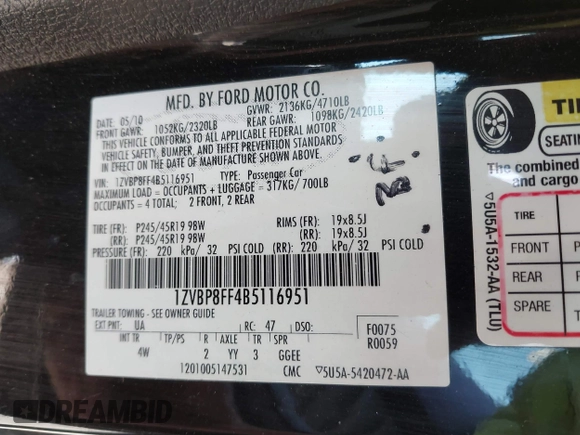 MFD. BY FORD MOTOR CO.
DATE: 05/10 GVWR: 2136KG/4710LB
FRONT GAWR: 1052KG/2320LB REAR GAWR: 1098KG/2420LB
THIS VEHICLE CONFORMS TO ALL APPLICABLE FEDERAL MOTOR
VEHICLE SAFETY, BUMPER, AND THEFT PREVENTION STANDARDS
IN EFFECT ON THE DATE OF MANUFACTURE SHOWN ABOVE.
VIN: 1ZVBP8FF4B5116951 TYPE: Passenger Car
MAXIMUM LOAD = OCCUPANTS + LUGGAGE = 317KG/700LB
OCCUPANTS = 4 TOTAL; 2 FRONT, 2 REAR
TIRE (FR): P245/45R19 98W RIMS (FR): 19x8.5J
(RR): P245/45R19 98W (RR): 19x8.5J
PRESSURE (FR): 220 kPa/ 32 PSI COLD (RR): 220 kPa/ 32 PSI COLD
1ZVBP8FF4B5116951
TRAILER TOWING - SEE OWNER GUIDE
EXT PNT: UA RC: 47 DSO: F0075
R0059
INT TR TP/PS R AXLE TR SPR
4W 2 YY 3 GGEE
1201005147531 CMC 5U5A-5420472-AA
TI
SEATING
The combined
and cargo
TIRE
FRONT P
REAR P
SPARE
5U5A-1532-AA (TLU)
DREAMBID